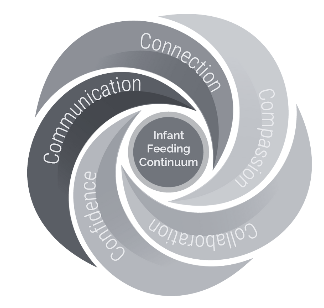 Connection
Compassion
Collaboration
Confidence
Communication
Infant
Feeding
Continuum